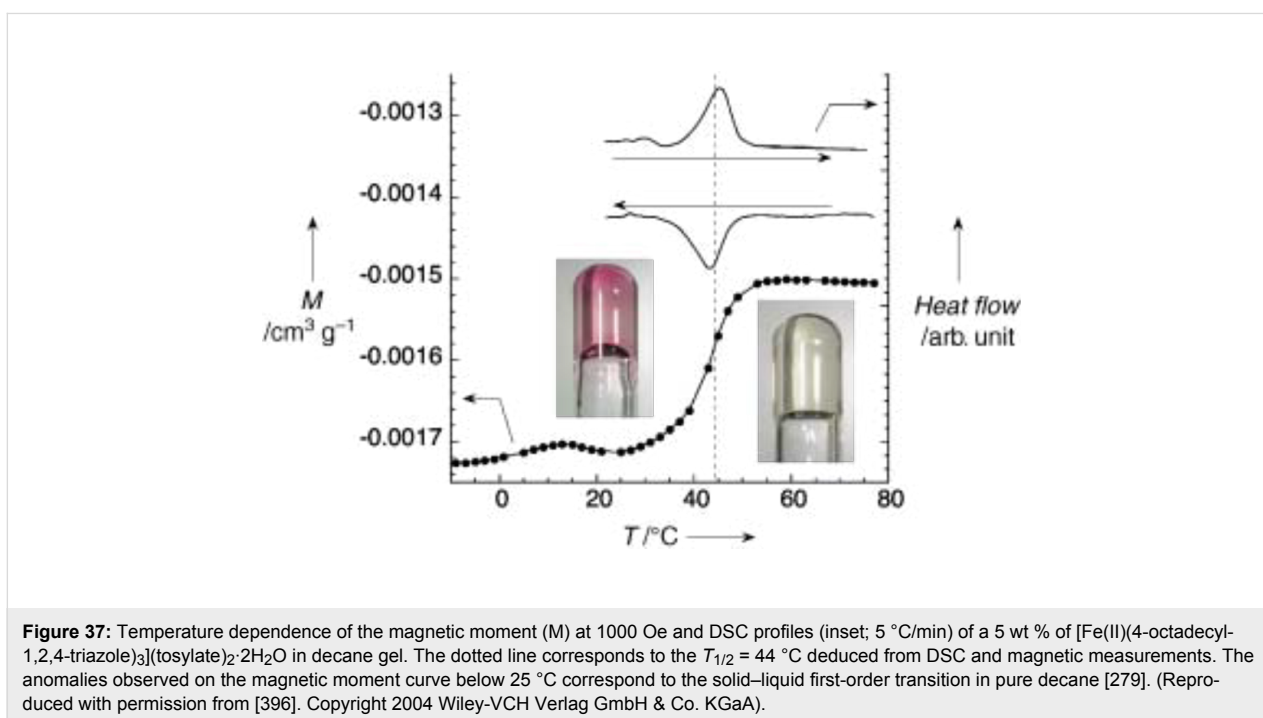 -0.0013
-0.0014
-0.0015
-0.0016
-0.0017
M
/cm³ g⁻¹
Heat flow
/arb. unit
0 20 40 60 80
T/°C
Figure 37: Temperature dependence of the magnetic moment (M) at 1000 Oe and DSC profiles (inset; 5 °C/min) of a 5 wt % of [Fe(II)(4-octadecyl-
1,2,4-triazole)₃](tosylate)₂·2H₂O in decane gel. The dotted line corresponds to the T₁/₂ = 44 °C deduced from DSC and magnetic measurements. The
anomalies observed on the magnetic moment curve below 25 °C correspond to the solid–liquid first-order transition in pure decane [279]. (Repro-
duced with permission from [396]. Copyright 2004 Wiley-VCH Verlag GmbH & Co. KGaA).